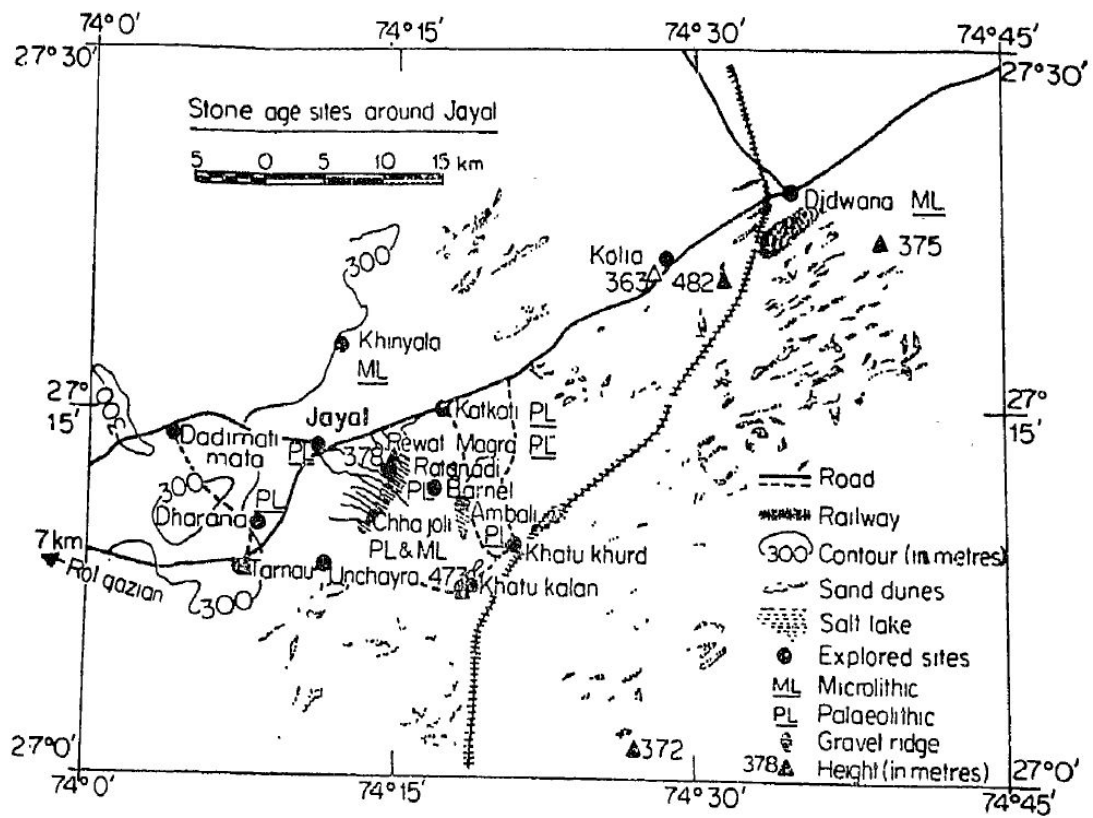 74°0′ 74°15′ 74°30′ 74°45′
27°30′ 27°30′
Stone age sites around Jayal
5 0 5 10 15 km
Didwana ML
375
Kolia
363 482
300
Khinyala
ML
300
27°15′ 27°15′
Katkoti PL
Jayal
Rewat Magra PL
Dadimati mata PL
378
Ratanadi
PL Barnel
300
Dharana PL
Chhajoli
PL & ML
Ambali
PL
Khatu khurd
7km
Rol qazian
Tarnau Unchayra 473
Khatu kalan
300
Road
Railway
300 Contour (in metres)
Sand dunes
Salt lake
Explored sites
ML Microlithic
PL Palaeolithic
Gravel ridge
378 Height (in metres)
372
27°0′ 27°0′
74°0′ 74°15′ 74°30′ 74°45′